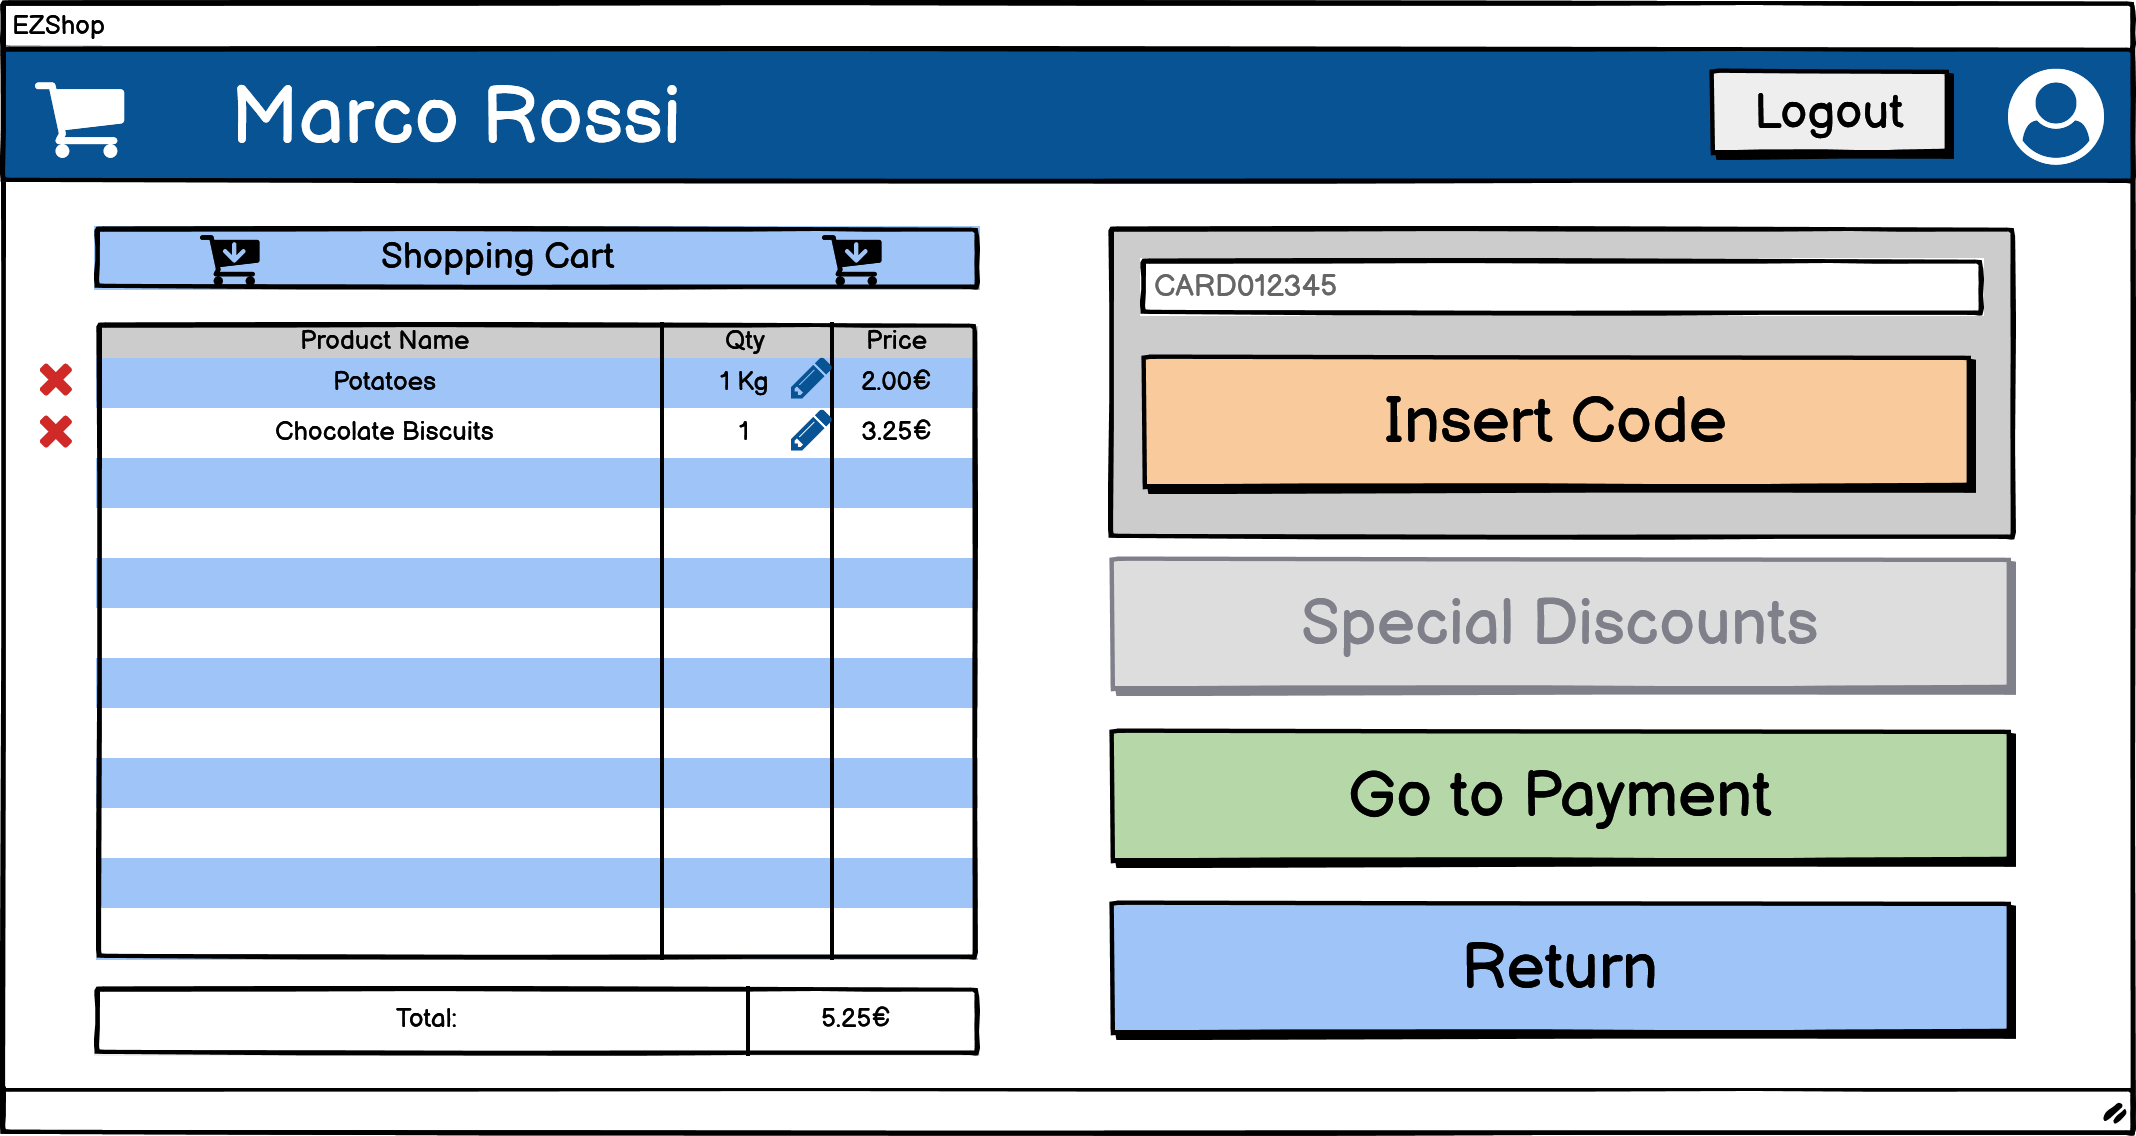 EZShop
Marco Rossi
Logout
Shopping Cart
Product Name Qty Price
Potatoes 1 Kg 2.00€
Chocolate Biscuits 1 3.25€
Total: 5.25€
CARD012345
Insert Code
Special Discounts
Go to Payment
Return